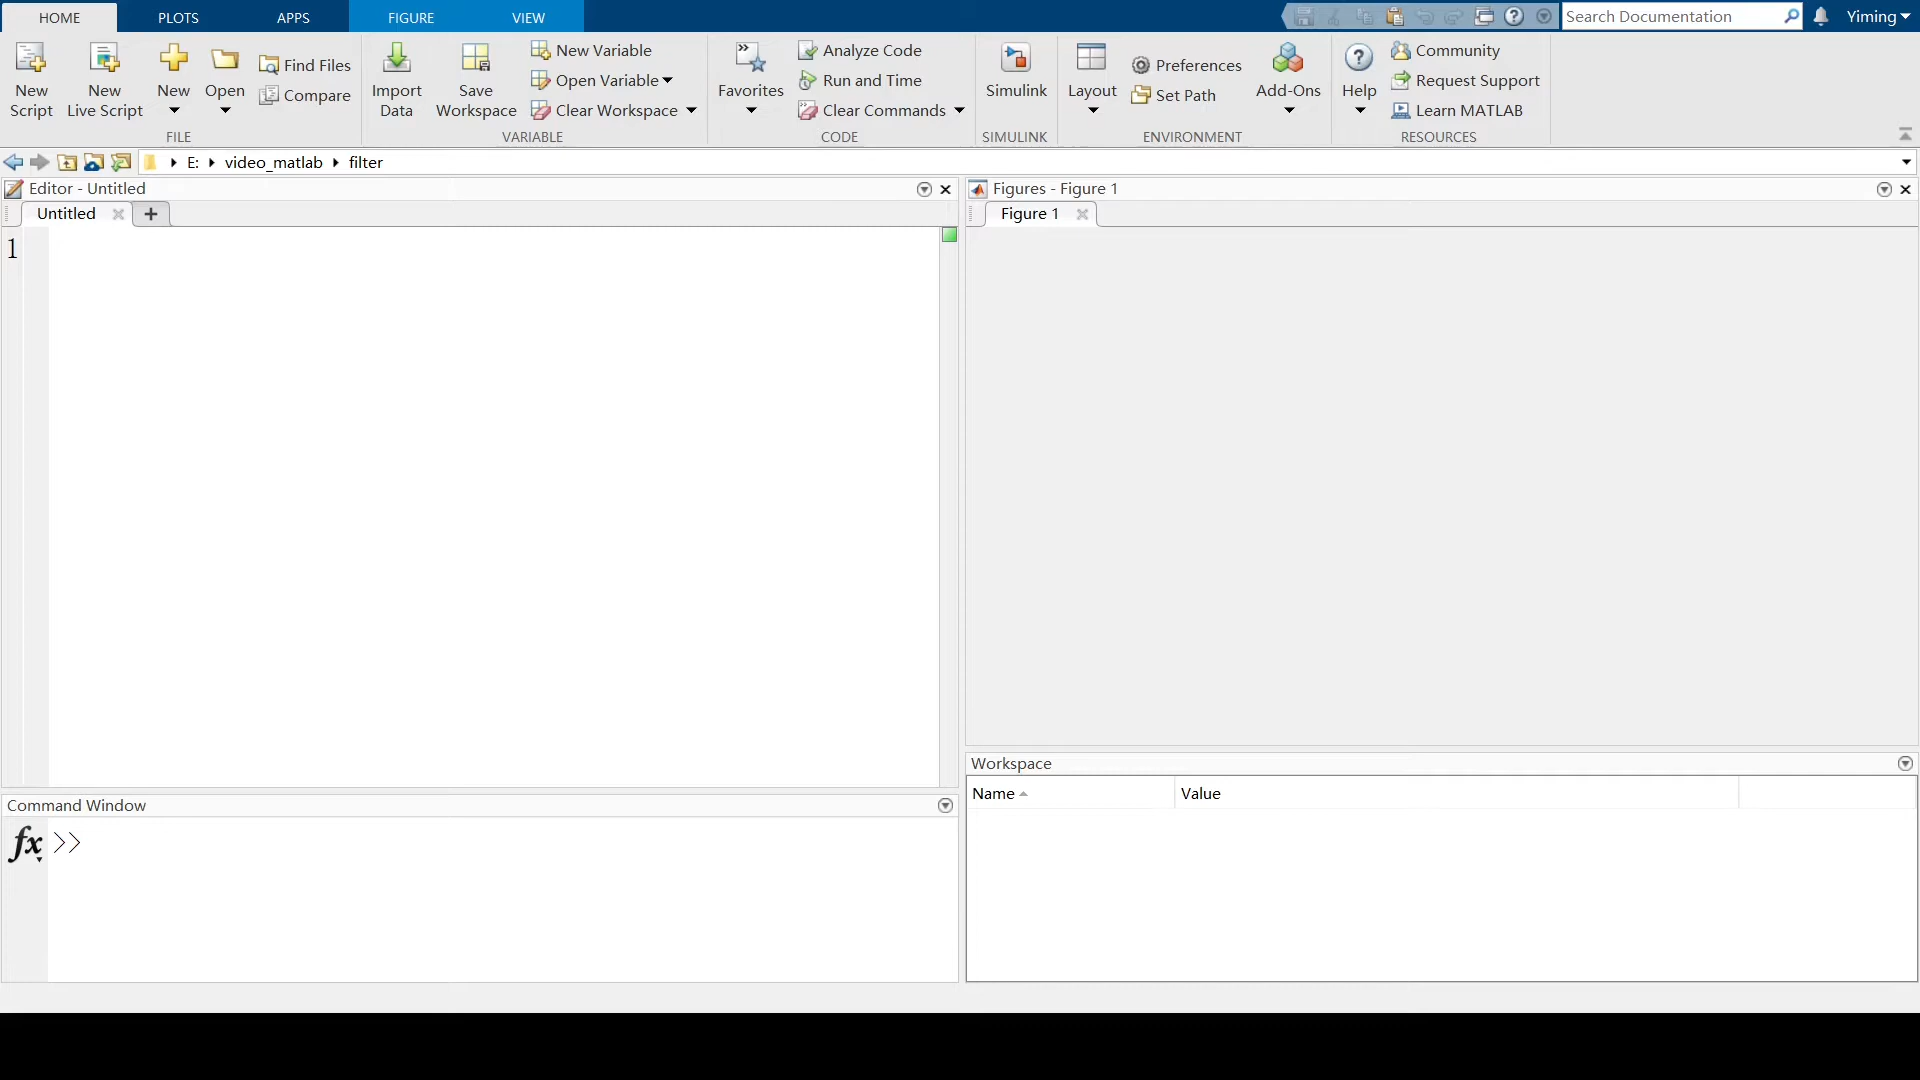 HOME PLOTS APPS FIGURE VIEW Search Documentation Yiming
New Script New Live Script New Open Find Files Compare
FILE
Import Data Save Workspace New Variable Open Variable Clear Workspace
VARIABLE
Favorites Analyze Code Run and Time Clear Commands
CODE
Simulink
SIMULINK
Layout Preferences Set Path Add-Ons
ENVIRONMENT
Help Community Request Support Learn MATLAB
RESOURCES
E: video_matlab filter
Editor - Untitled
Untitled
1
Figures - Figure 1
Figure 1
Command Window
fx >>
Workspace
Name Value